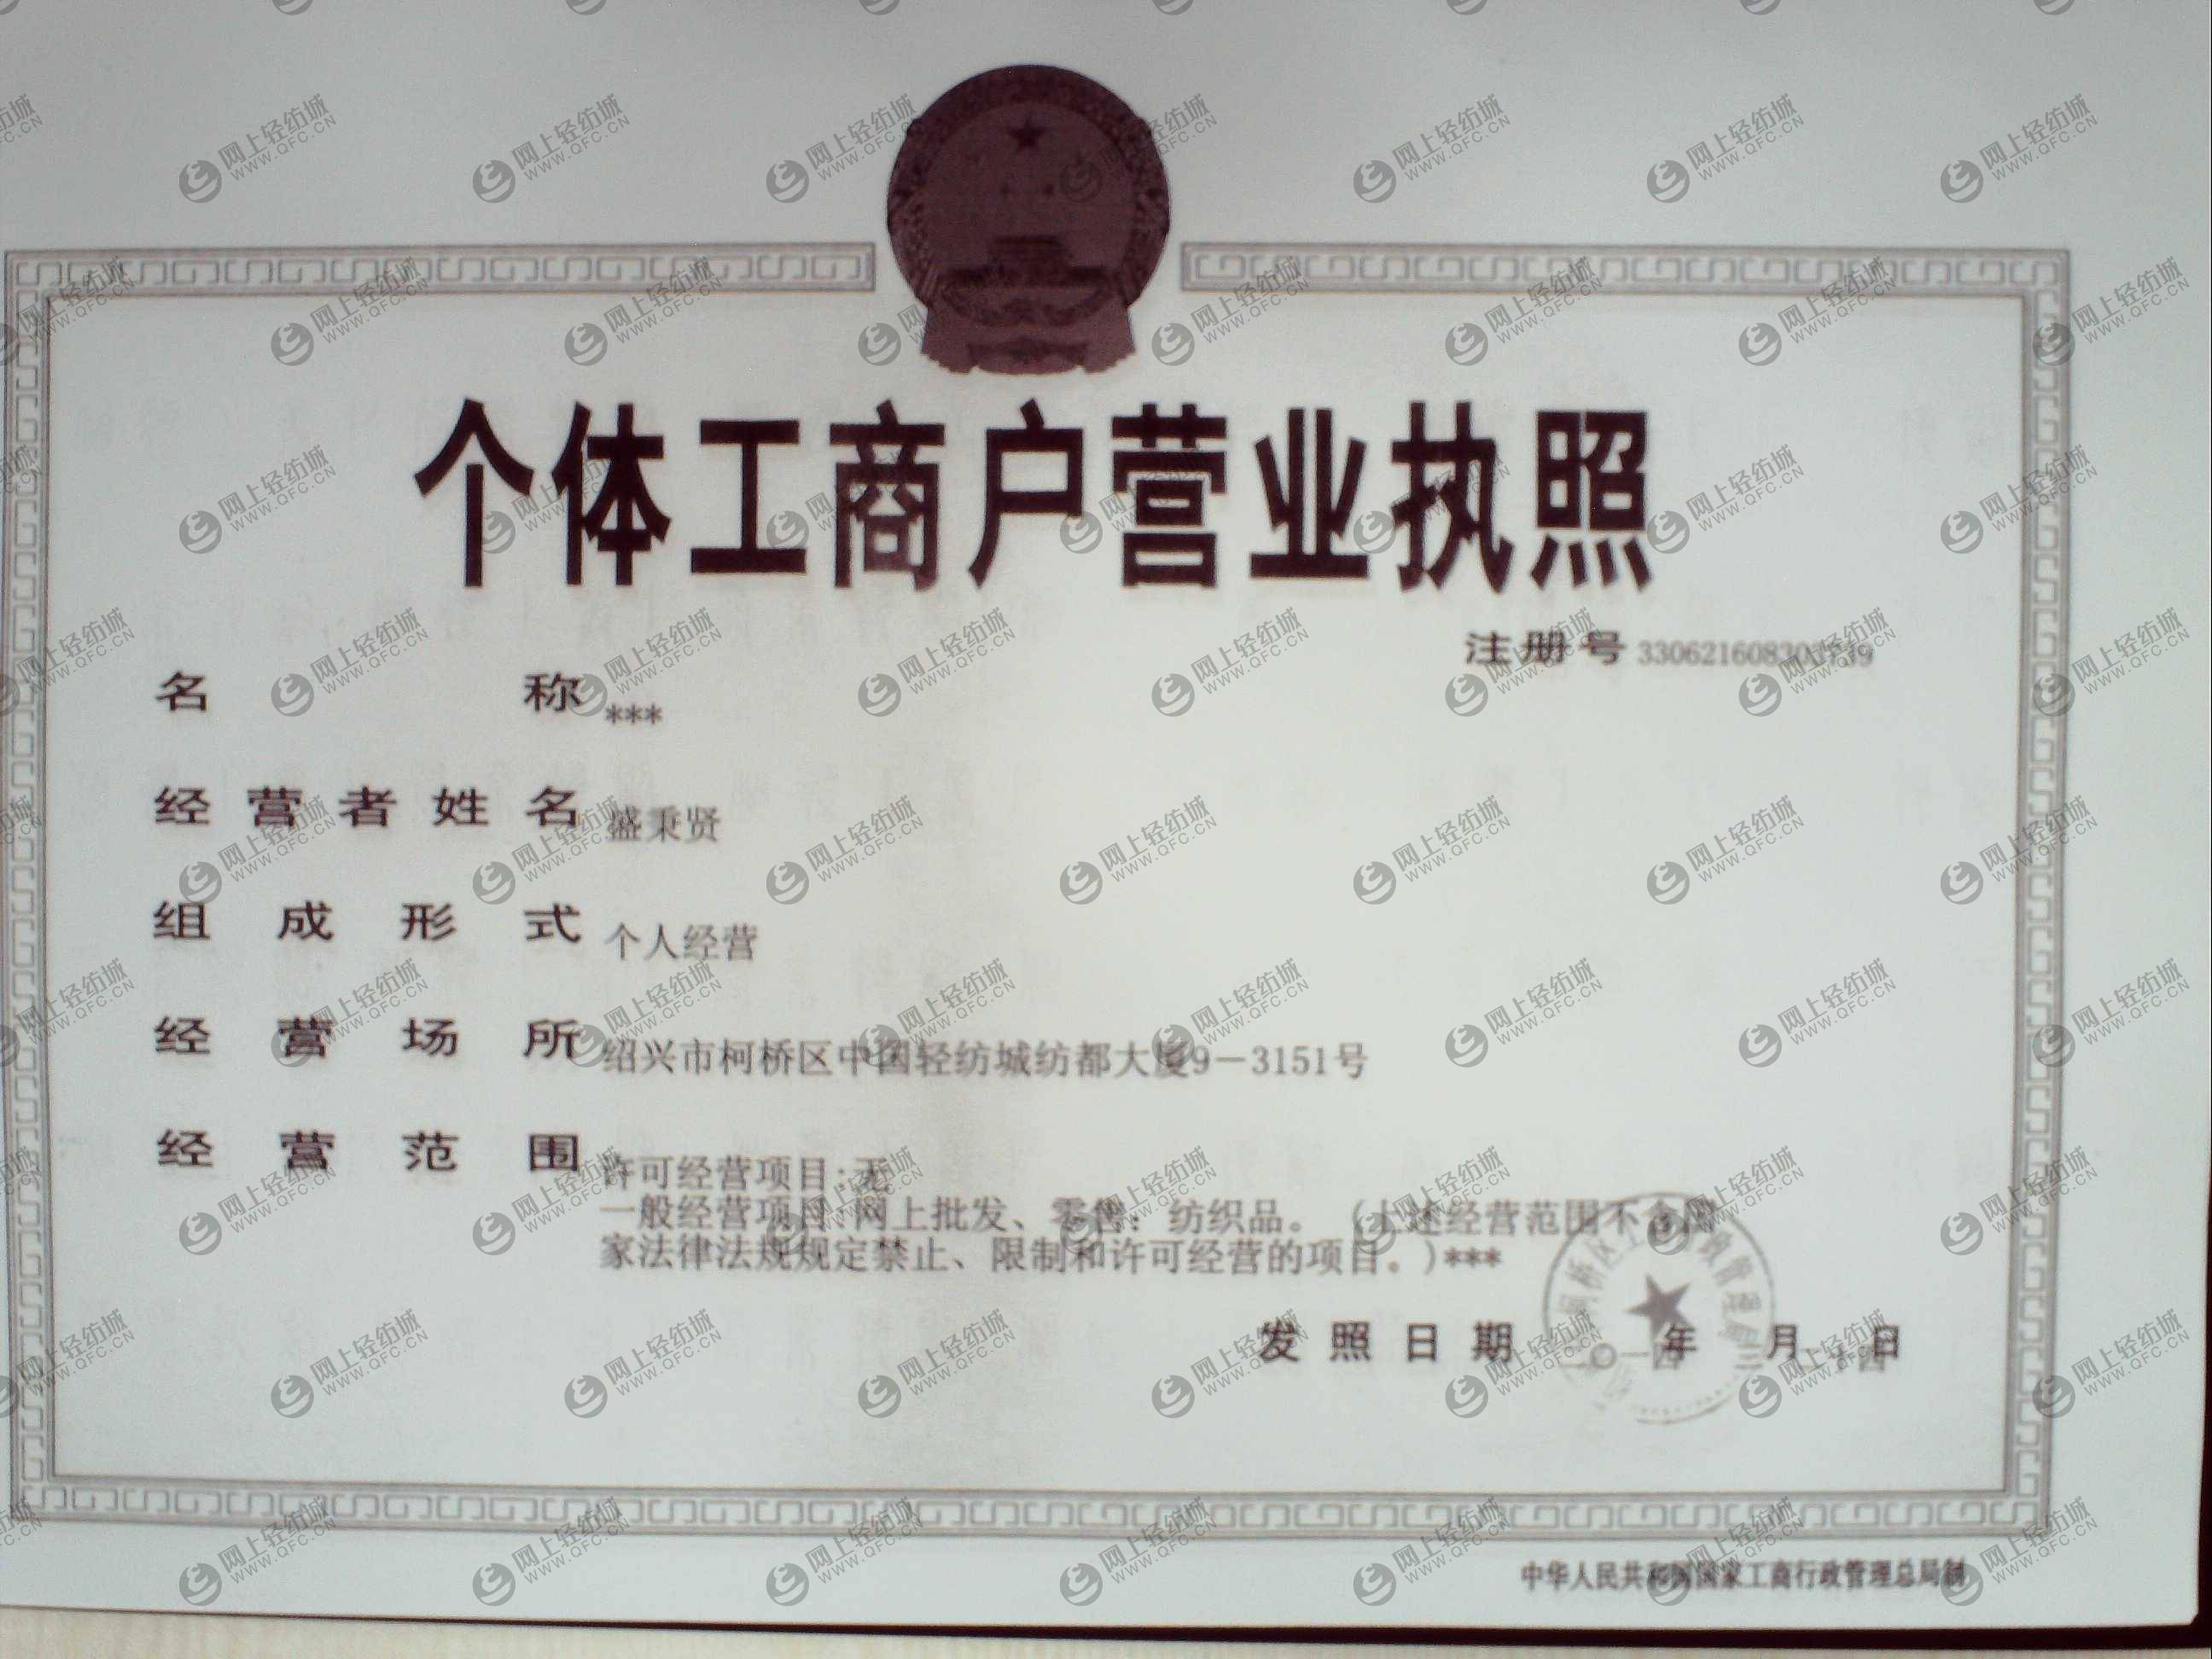 个体工商户营业执照
注册号
名称 ***
经营者姓名 盛秉贤
组成形式 个人经营
经营场所 绍兴市柯桥区中国轻纺城纺都大厦9-3151号
经营范围 许可经营项目:无
一般经营项目:网上批发、零售:纺织品。(上述经营范围不含国
家法律法规规定禁止、限制和许可经营的项目。)***
发照日期 年 月 日
中华人民共和国国家工商行政管理总局制
网上轻纺城
WWW.QFC.CN